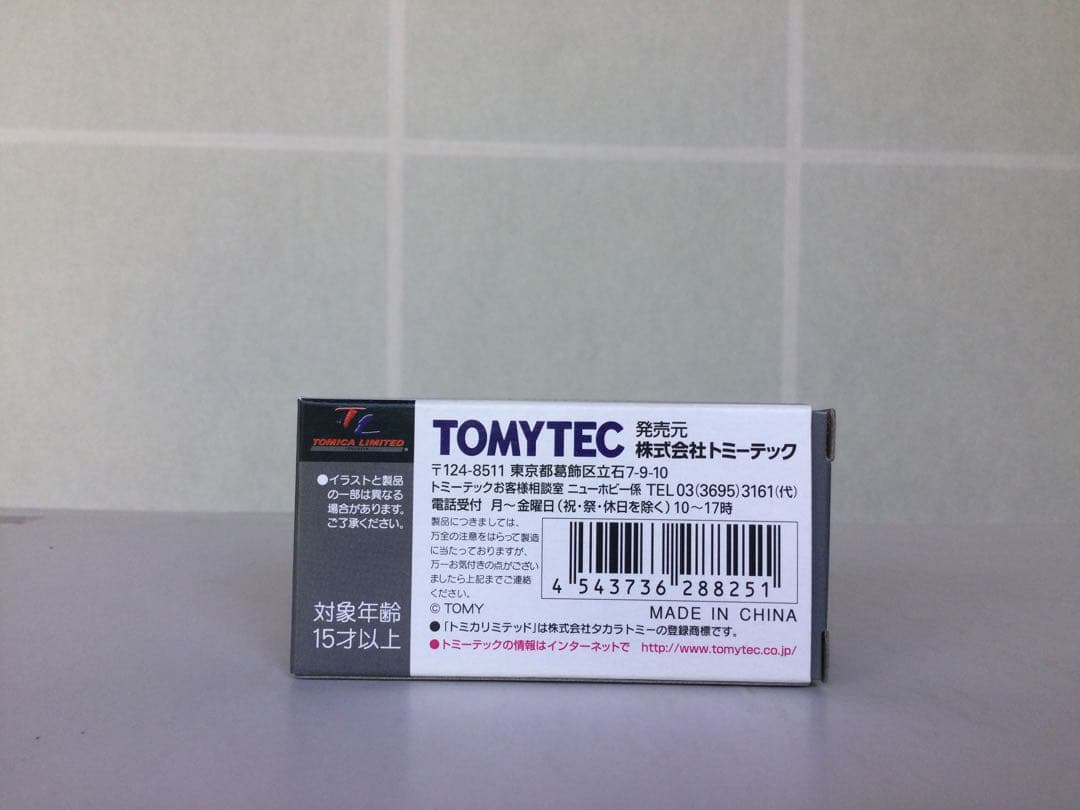 TL
TOMICA LIMITED
●イラストと製品
の一部は異なる
場合があります。
ご了承ください。
対象年齢
15才以上
TOMYTEC
発売元
株式会社トミーテック
〒124-8511 東京都葛飾区立石7-9-10
トミーテックお客様相談室 ニューホビー係 TEL 03(3695)3161(代)
電話受付 月〜金曜日(祝・祭・休日を除く)10〜17時
製品につきましては、
万全の注意をはらって製造
に当たっておりますが、
万一お気付きの点がござい
ましたら上記までご連絡
ください。
4 543736 288251
© TOMY
MADE IN CHINA
●「トミカリミテッド」は株式会社タカラトミーの登録商標です。
●トミーテックの情報はインターネットで http://www.tomytec.co.jp/